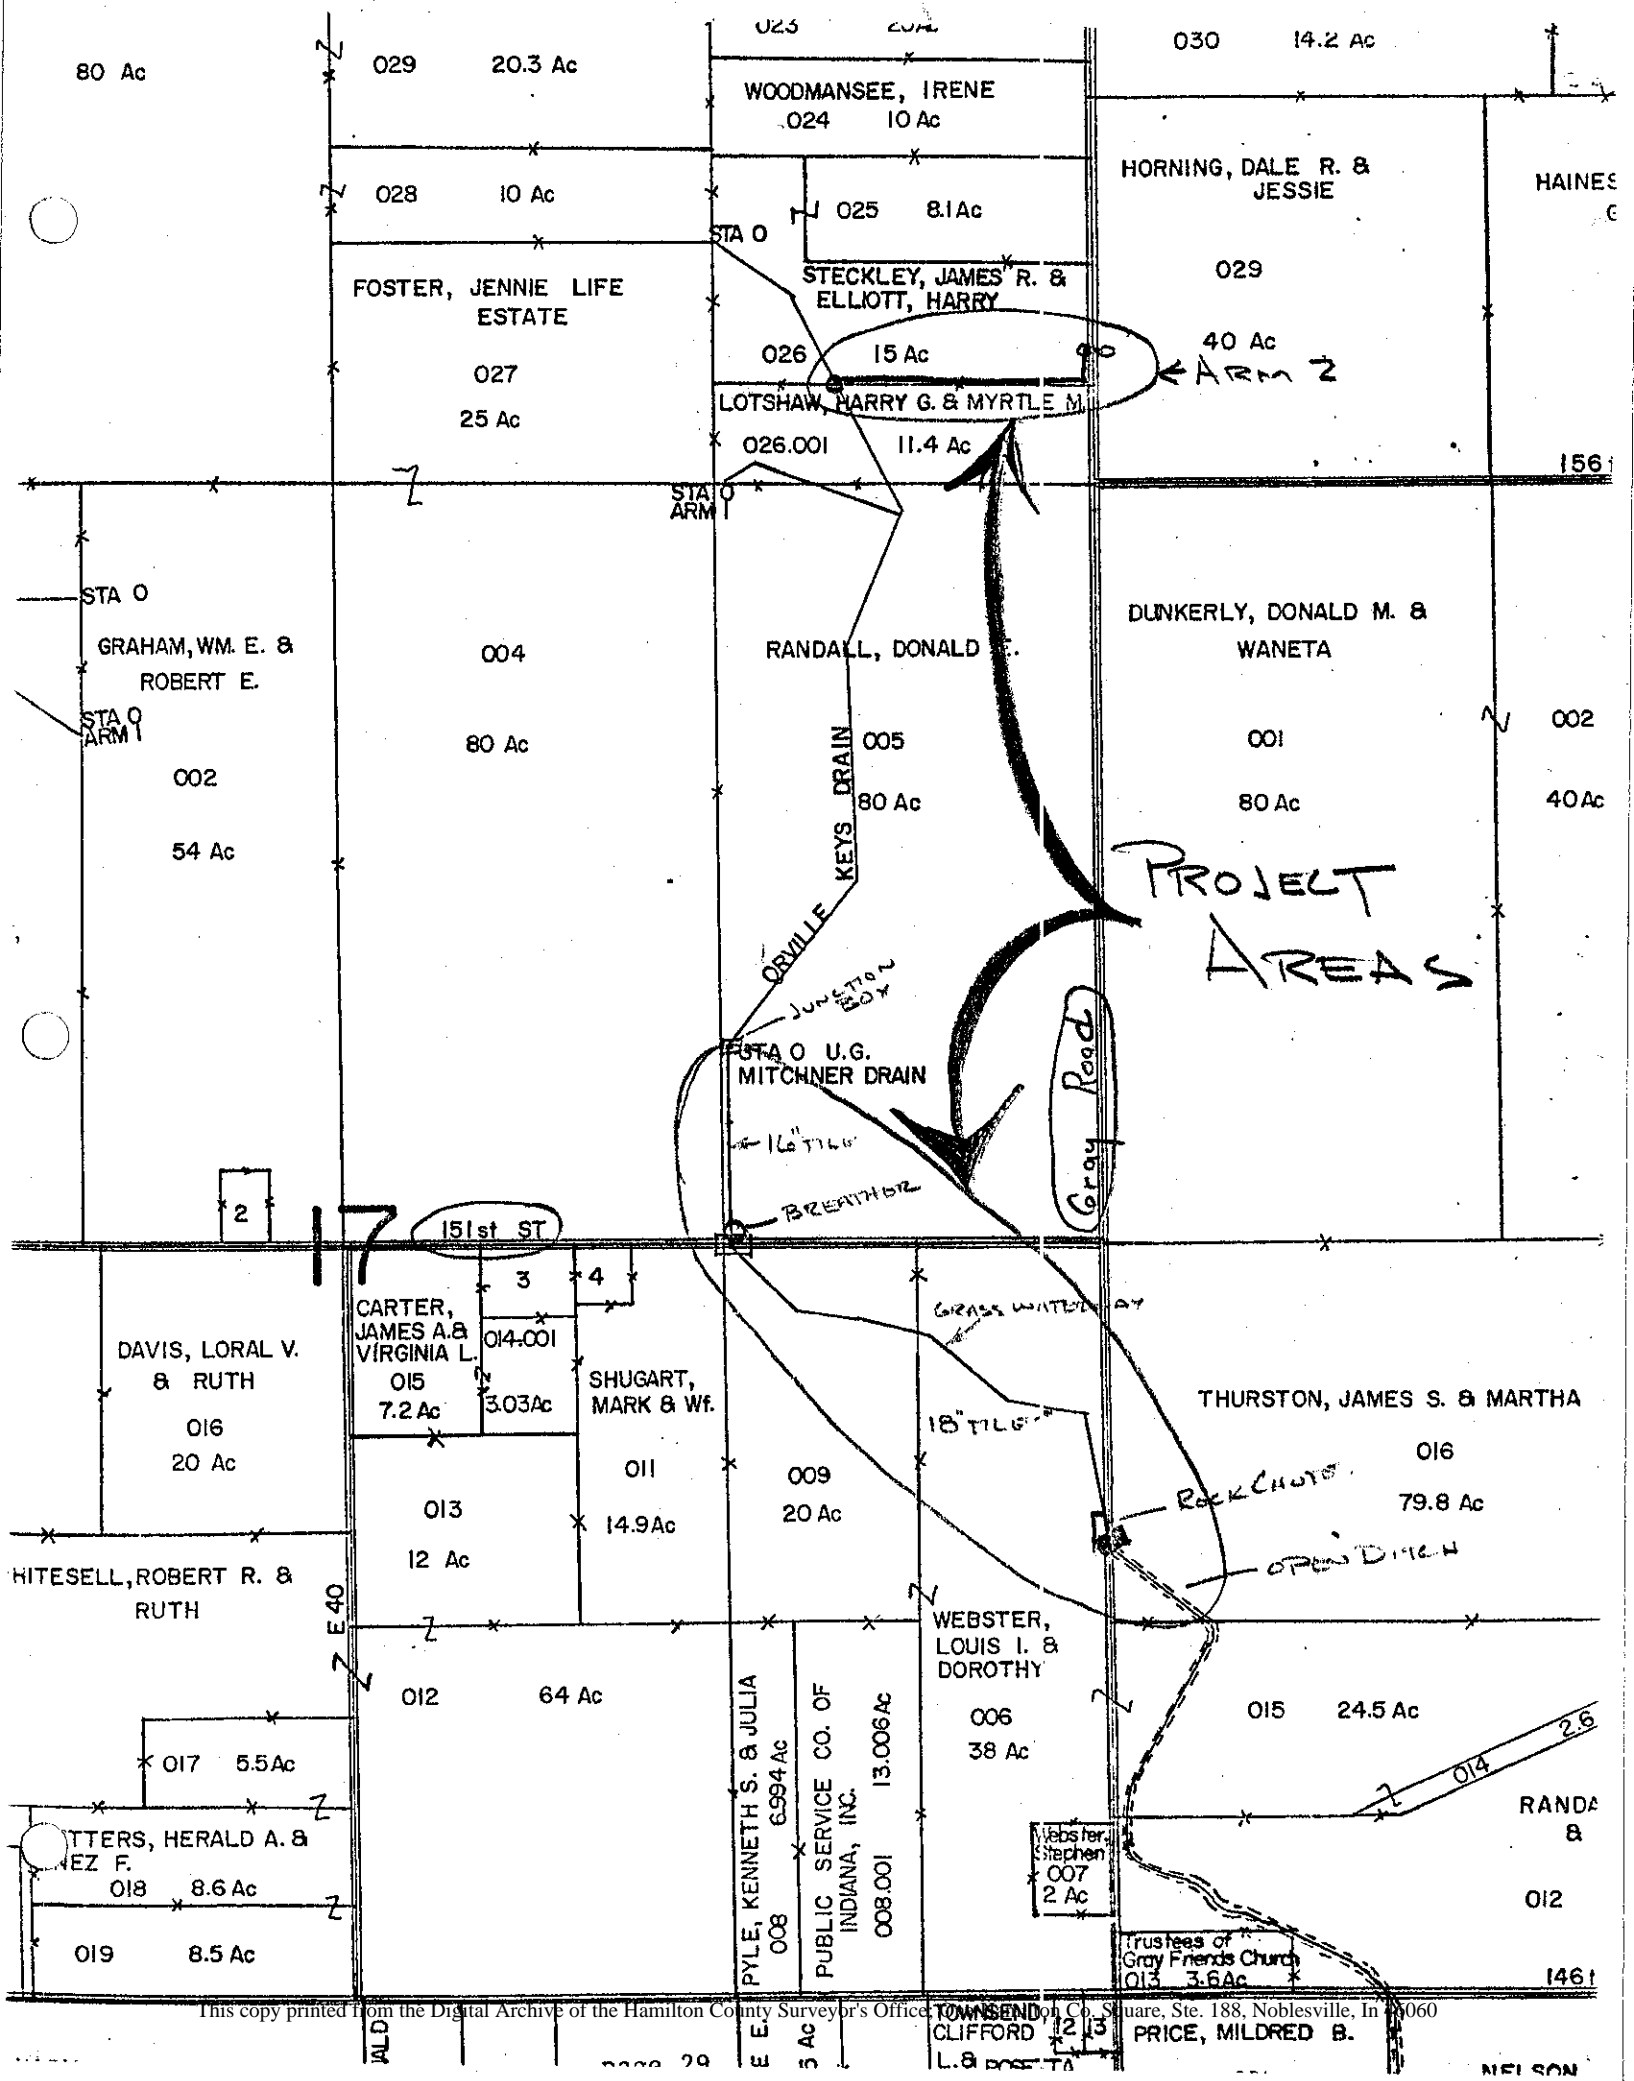 80 Ac
029 20.3 Ac
023
030 14.2 Ac
WOODMANSEE, IRENE
024 10 Ac
HORNING, DALE R. &
JESSIE
029
40 Ac
HAINES
028 10 Ac
025 8.1 Ac
STA O
FOSTER, JENNIE LIFE
ESTATE
027
25 Ac
STECKLEY, JAMES R. &
ELLIOTT, HARRY
026 15 Ac
ARM 2
LOTSHAW, HARRY G. & MYRTLE M.
026.001 11.4 Ac
156
STA O
ARM 1
STA O
GRAHAM, WM. E. &
ROBERT E.
STA O
ARM 1
002
54 Ac
004
80 Ac
RANDALL, DONALD
005
80 Ac
ORVILLE KEYS DRAIN
DUNKERLY, DONALD M. &
WANETA
001
80 Ac
002
40 Ac
PROJECT
AREAS
JUNCTION
BOX
STA O U.G.
MITCHNER DRAIN
Gray Road
16" TILE
BREATHER
2
17
151st ST
3
4
CARTER,
JAMES A. &
VIRGINIA L.
015
7.2 Ac
014.001
3.03 Ac
DAVIS, LORAL V.
& RUTH
016
20 Ac
SHUGART,
MARK & Wf.
011
14.9 Ac
009
20 Ac
GRASS WATERWAY
18" TILE
THURSTON, JAMES S. & MARTHA
016
79.8 Ac
ROCK CHUTE
OPEN DITCH
013
12 Ac
HITESELL, ROBERT R. &
RUTH
E 40
WEBSTER,
LOUIS I. &
DOROTHY
006
38 Ac
012 64 Ac
PYLE, KENNETH S. & JULIA
008 6.994 Ac
PUBLIC SERVICE CO. OF
INDIANA, INC.
008.001 13.006 Ac
015 24.5 Ac
014 2.6
017 5.5 Ac
TTERS, HERALD A. &
NEZ F.
018 8.6 Ac
019 8.5 Ac
Webster,
Stephen
007
2 Ac
RANDA
&
012
Trustees of
Gray Friends Church
013 3.6 Ac
146
This copy printed from the Digital Archive of the Hamilton County Surveyor's Office; Co. Square, Ste. 188, Noblesville, In 46060
TOWNSEND,
CLIFFORD
L. &
2 3
PRICE, MILDRED B.
ALD
E E.
5 Ac
page 29
NELSON